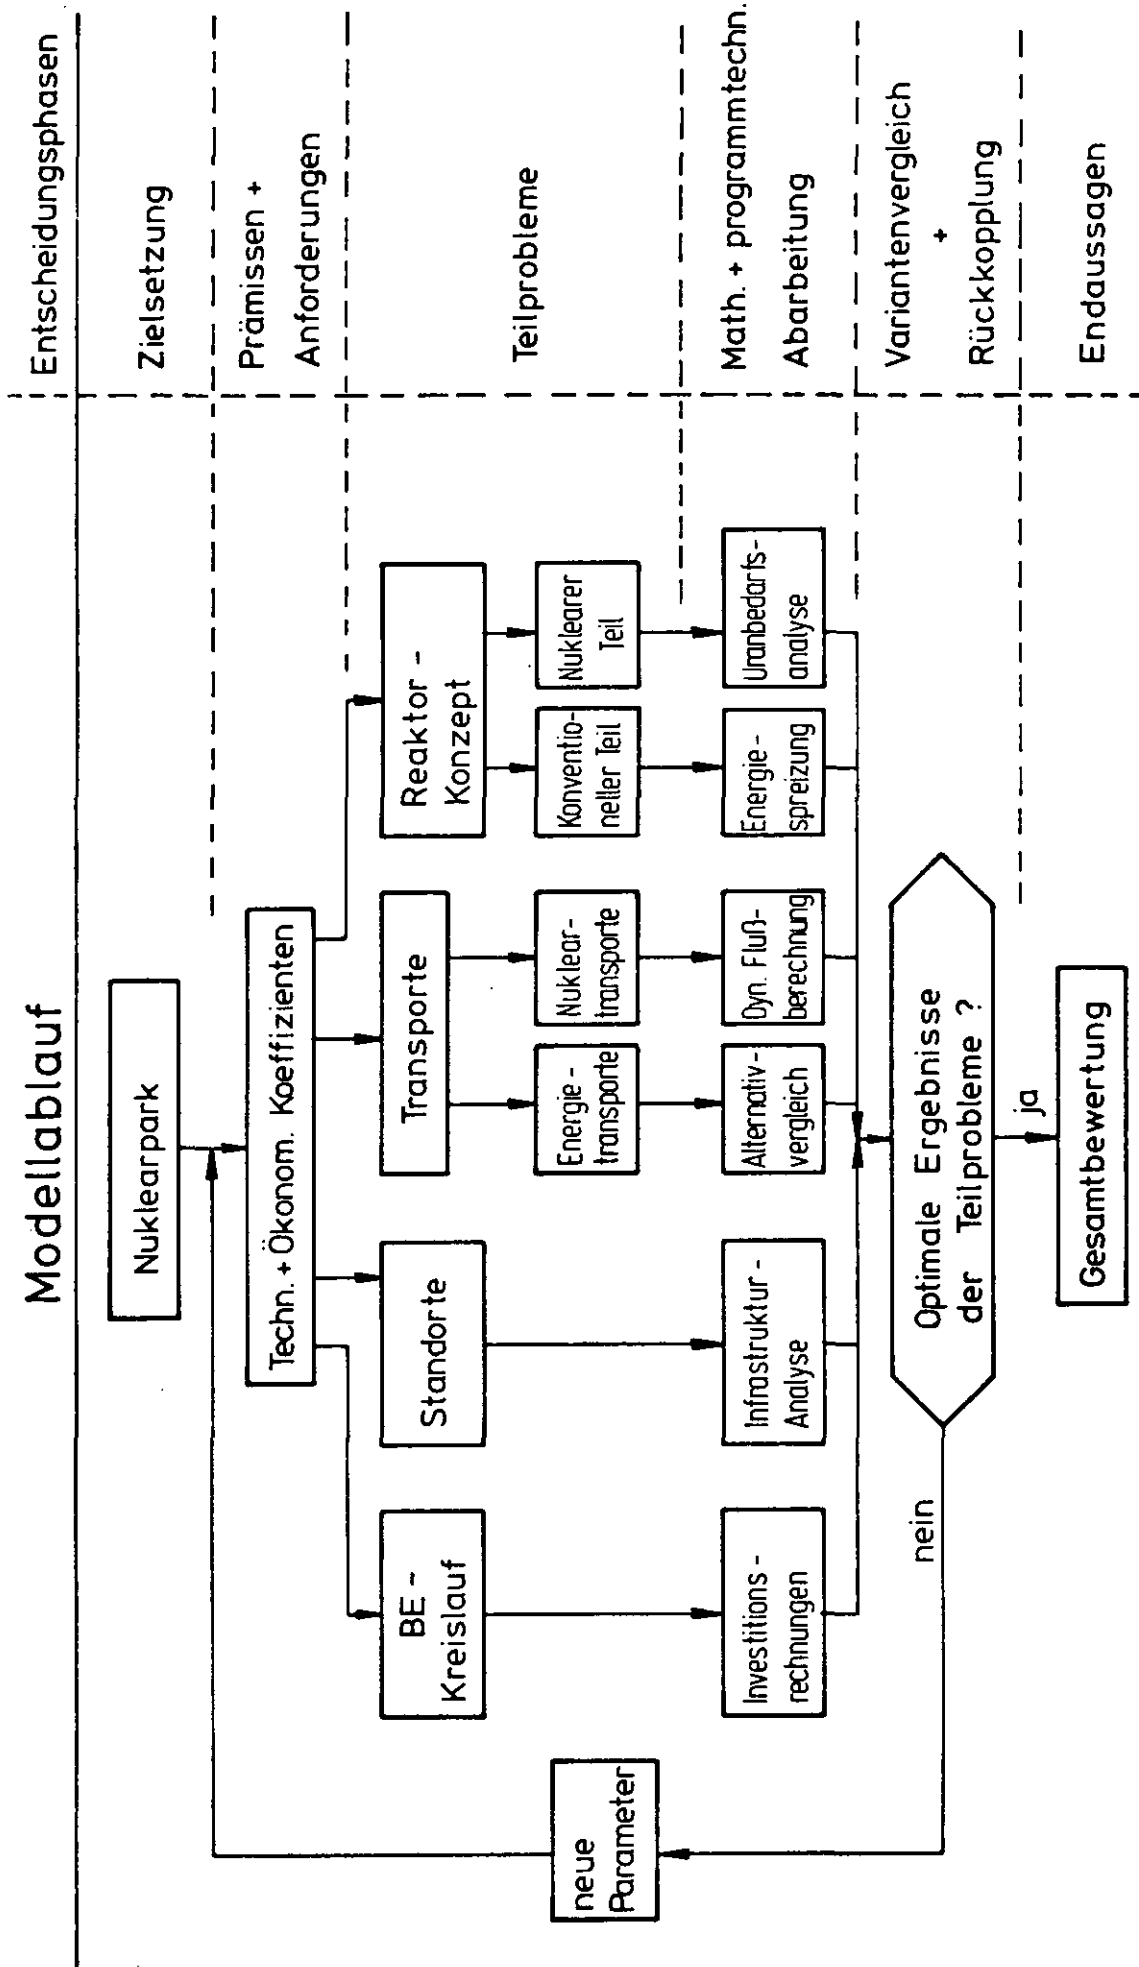 Modellablauf
Entscheidungsphasen
Nuklearpark
Zielsetzung
Techn. + Ökonom. Koeffizienten
Prämissen +
Anforderungen
BE -
Kreislauf
Standorte
Transporte
Reaktor -
Konzept
Teilprobleme
neue
Parameter
Energie -
transporte
Nuklear-
transporte
Konventio-
neller Teil
Nuklearer
Teil
Investitions -
rechnungen
Infrastruktur -
Analyse
Alternativ-
vergleich
Dyn. Fluß-
berechnung
Energie -
spreizung
Uranbedarfs-
analyse
Math. + programmtechn.
Abarbeitung
nein
Optimale Ergebnisse
der Teilprobleme ?
Variantenvergleich
+
Rückkopplung
ja
Gesamtbewertung
Endaussagen